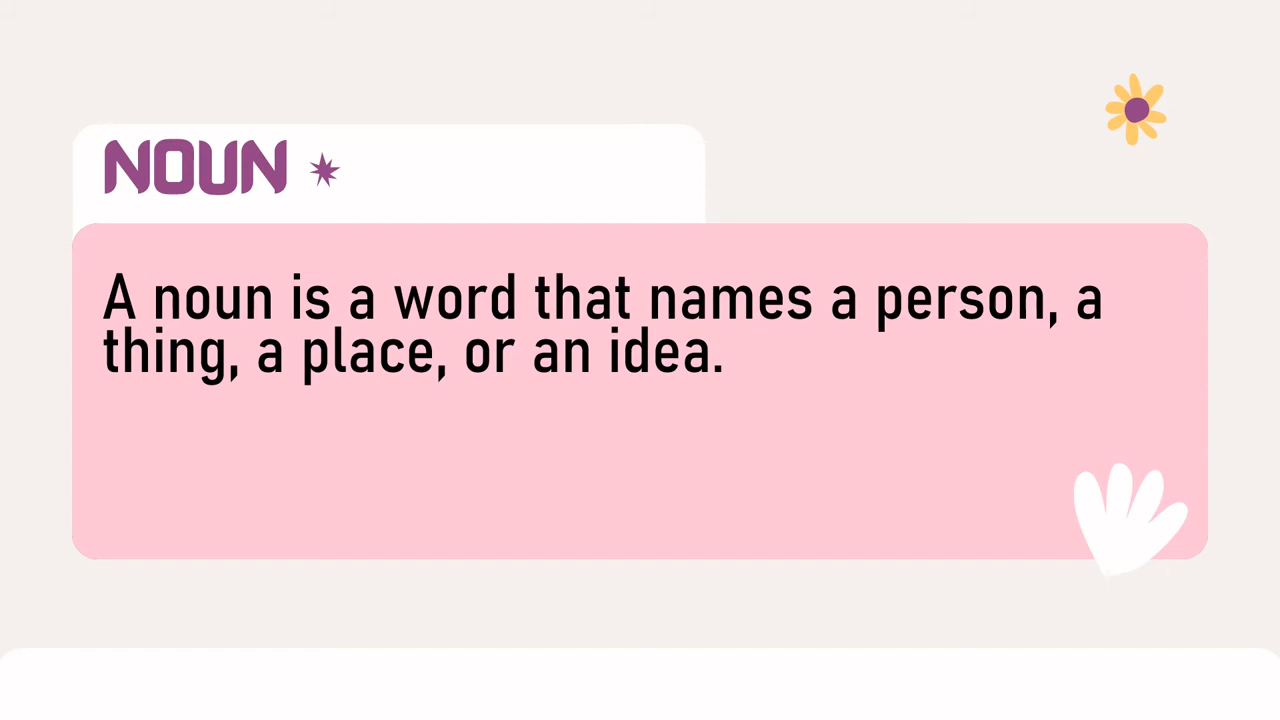 NOUN
A noun is a word that names a person, a
thing, a place, or an idea.